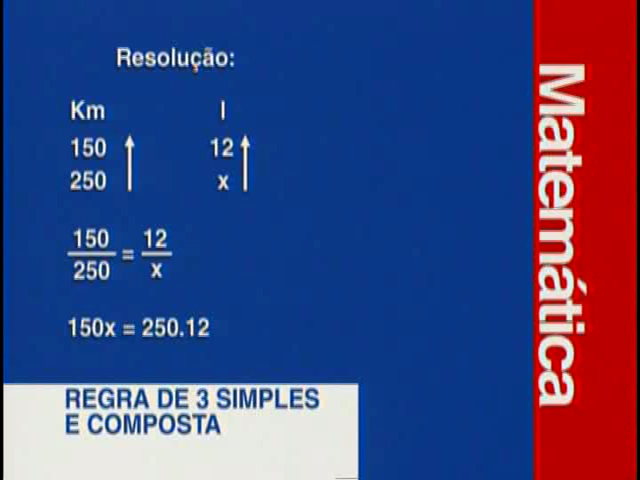 Resolução:
Km l
150 12
250 x
150 = 12
250 x
150x = 250.12
REGRA DE 3 SIMPLES
E COMPOSTA
Matemática